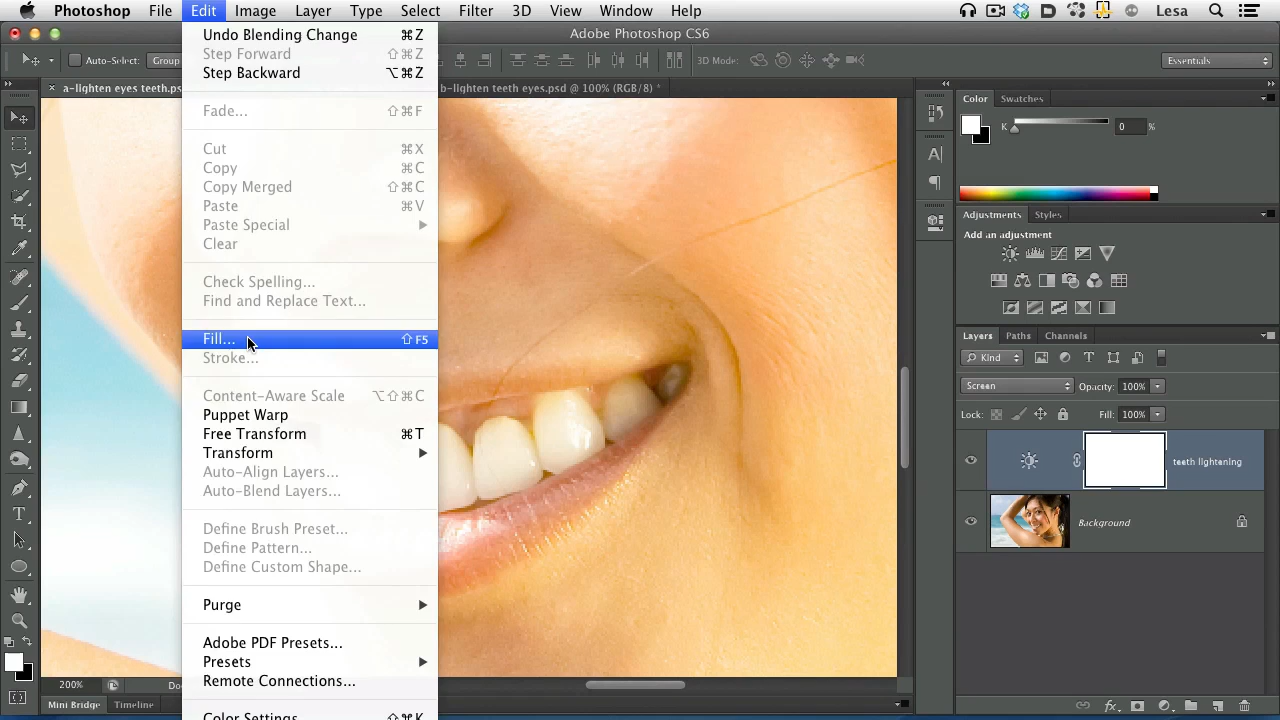 Photoshop File Edit Image Layer Type Select Filter 3D View Window Help Lesa
Adobe Photoshop CS6
Auto-Select: Group 3D Mode: Essentials
a-lighten eyes teeth.ps b-lighten teeth eyes.psd @ 100% (RGB/8) *
Undo Blending Change ⌘Z
Step Forward ⇧⌘Z
Step Backward ⌥⌘Z
Fade... ⇧⌘F
Cut ⌘X
Copy ⌘C
Copy Merged ⇧⌘C
Paste ⌘V
Paste Special
Clear
Check Spelling...
Find and Replace Text...
Fill... ⇧F5
Stroke...
Content-Aware Scale ⌥⇧⌘C
Puppet Warp
Free Transform ⌘T
Transform
Auto-Align Layers...
Auto-Blend Layers...
Define Brush Preset...
Define Pattern...
Define Custom Shape...
Purge
Adobe PDF Presets...
Presets
Remote Connections...
Color Settings... ⇧⌘K
Color Swatches
K 0 %
Adjustments Styles
Add an adjustment
Layers Paths Channels
Kind
Screen Opacity: 100%
Lock: Fill: 100%
teeth lightening
Background
200% Do
Mini Bridge Timeline